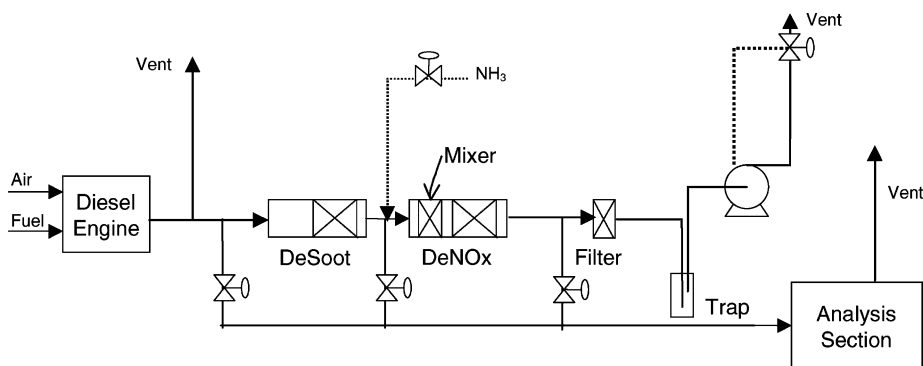 Vent
Vent
NH₃
Mixer
Air
Fuel
Diesel
Engine
Vent
DeSoot
DeNOx
Filter
Trap
Analysis
Section